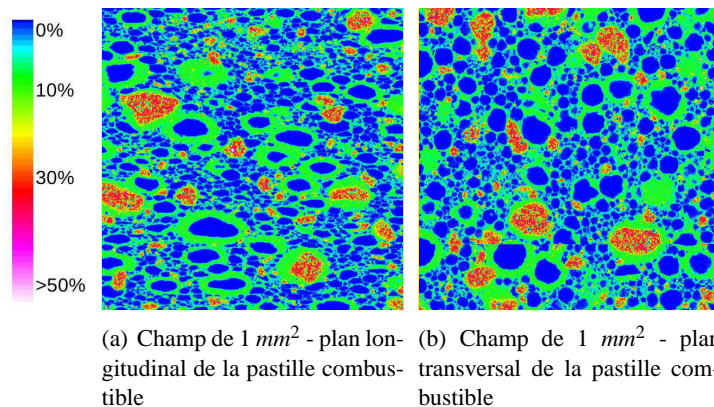 0%
10%
30%
>50%
(a) Champ de 1 mm² - plan lon-
gitudinal de la pastille combus-
tible
(b) Champ de 1 mm² - plan
transversal de la pastille com-
bustible